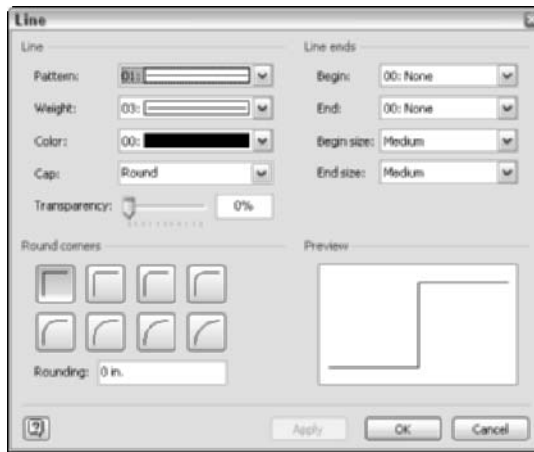 Line
Line
Pattern: 01:
Weight: 03:
Color: 00:
Cap: Round
Transparency: 0%
Line ends
Begin: 00: None
End: 00: None
Begin size: Medium
End size: Medium
Round corners
Rounding: 0 in.
Preview
Apply OK Cancel